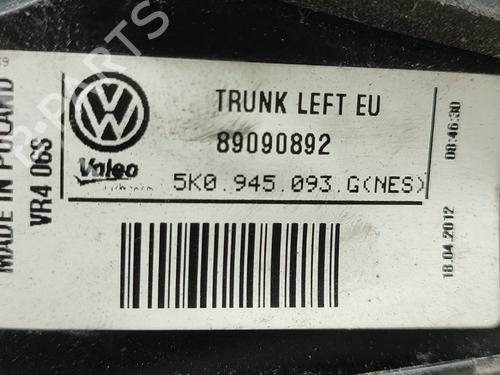 MADE IN POLAND
VR4 06S
Valeo
TRUNK LEFT EU
89090892
5K0.945.093.G(NES)
08:46:30
18.04.2012